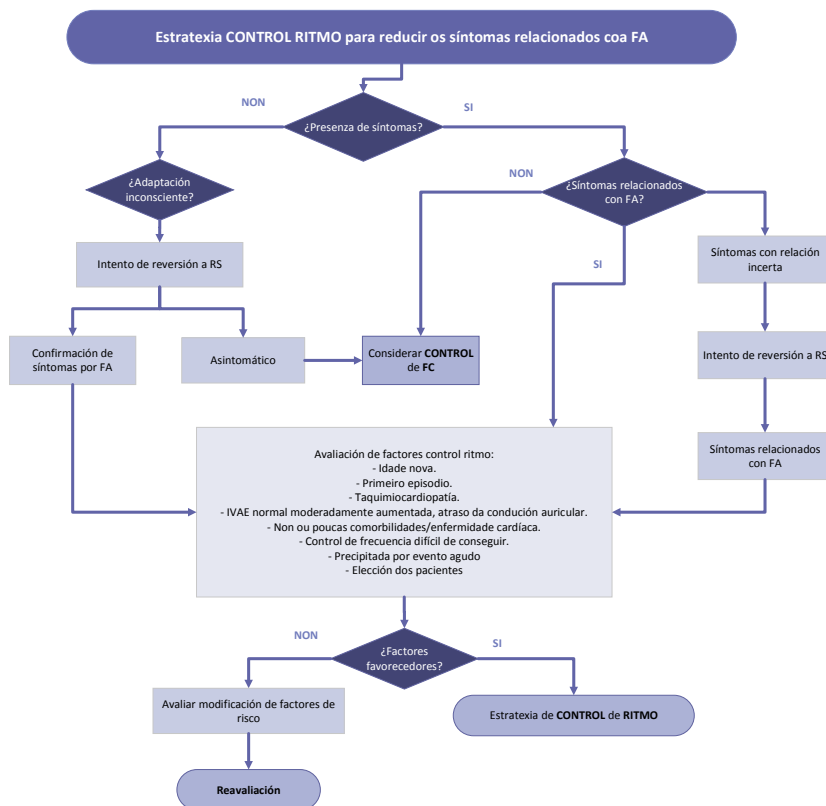 Estratexia CONTROL RITMO para reducir os síntomas relacionados coa FA
NON
SI
¿Presenza de síntomas?
¿Adaptación
inconsciente?
NON
¿Síntomas relacionados
con FA?
Intento de reversión a RS
SI
Síntomas con relación
incerta
Confirmación de
síntomas por FA
Asintomático
Considerar CONTROL
de FC
Intento de reversión a RS
Síntomas relacionados
con FA
Avaliación de factores control ritmo:
- Idade nova.
- Primeiro episodio.
- Taquimiocardiopatía.
- IVAE normal moderadamente aumentada, atraso da condución auricular.
- Non ou poucas comorbilidades/enfermidade cardíaca.
- Control de frecuencia difícil de conseguir.
- Precipitada por evento agudo
- Elección dos pacientes
NON
SI
¿Factores
favorecedores?
Avaliar modificación de factores de
risco
Estratexia de CONTROL de RITMO
Reavaliación